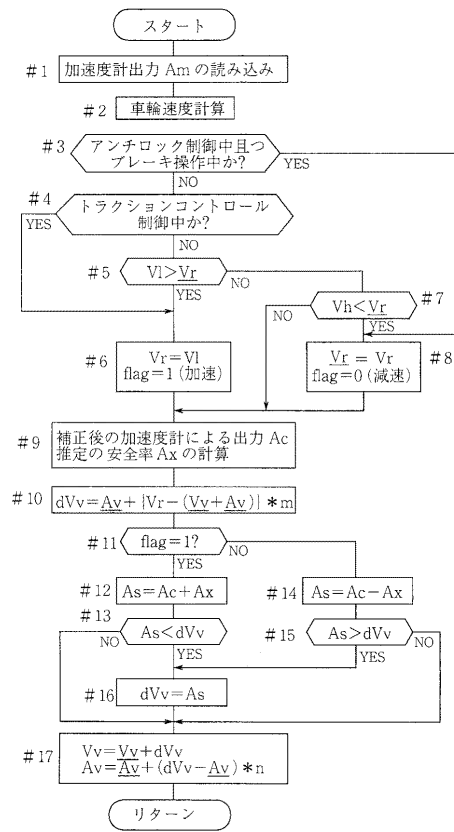 スタート
#1 加速度計出力 Am の読み込み
#2 車輪速度計算
#3 アンチロック制御中且つ
ブレーキ操作中か?
YES
NO
#4 トラクションコントロール
制御中か?
YES
NO
#5 Vl>Vr
NO
YES
Vh<Vr #7
NO
YES
#6 Vr=Vl
flag=1 (加速)
Vr = Vr #8
flag=0 (減速)
#9 補正後の加速度計による出力 Ac
推定の安全率 Ax の計算
#10 dVv=Av+|Vr−(Vv+Av)|*m
#11 flag=1?
NO
YES
#12 As=Ac+Ax
#14 As=Ac−Ax
#13 As<dVv
NO
YES
#15 As>dVv
NO
YES
#16 dVv=As
#17 Vv=Vv+dVv
Av=Av+(dVv−Av)*n
リターン